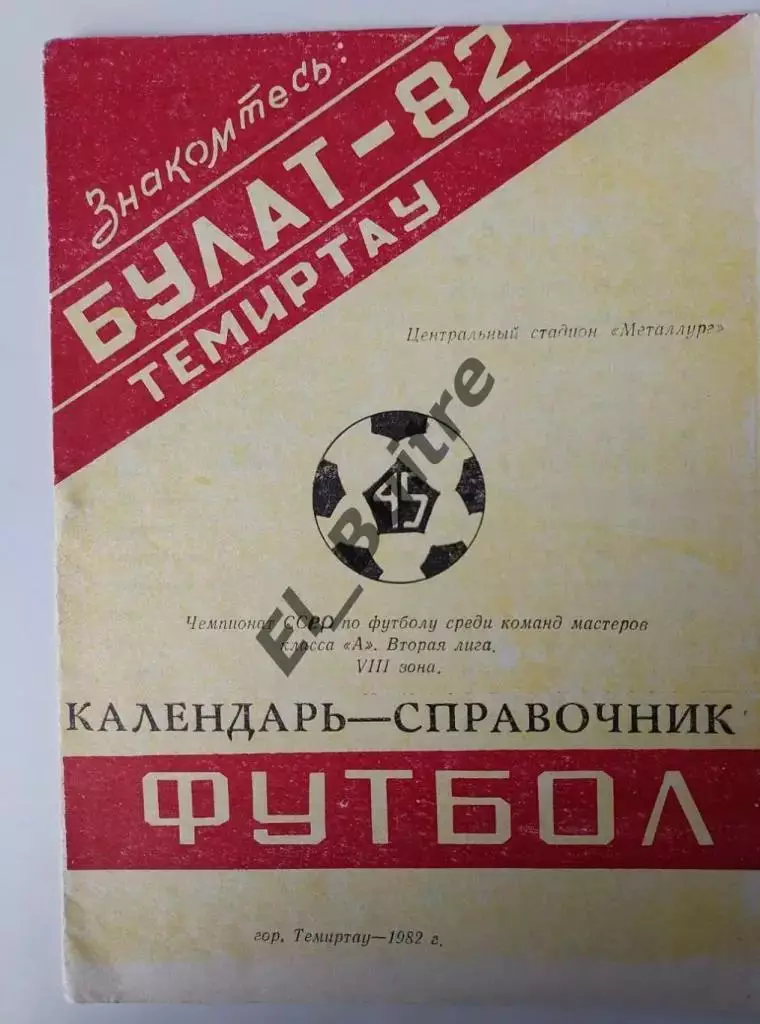 Знакомтесь:
БУЛАТ-82
ТЕМИРТАУ
Центральный стадион «Металлург»
45
El_Buitre
Чемпионат СССР по футболу среди команд мастеров
класса «А». Вторая лига.
VIII зона.
КАЛЕНДАРЬ—СПРАВОЧНИК
ФУТБОЛ
гор. Темиртау—1982 г.